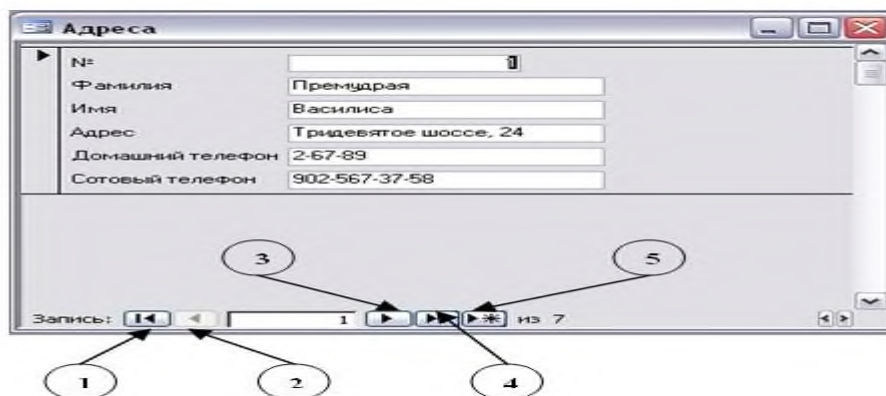 Адреса
№ 1
Фамилия Премудрая
Имя Василиса
Адрес Тридевятое шоссе, 24
Домашний телефон 2-67-89
Сотовый телефон 902-567-37-58
3 5
Запись: 1 из 7
1 2 4